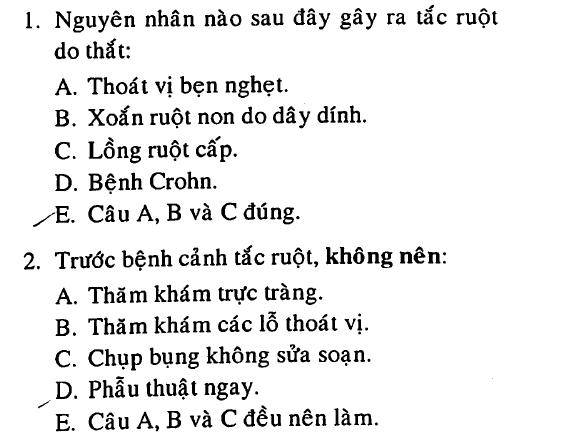 1. Nguyên nhân nào sau đây gây ra tắc ruột
do thắt:
A. Thoát vị bẹn nghẹt.
B. Xoắn ruột non do dây dính.
C. Lồng ruột cấp.
D. Bệnh Crohn.
E. Câu A, B và C đúng.
2. Trước bệnh cảnh tắc ruột, không nên:
A. Thăm khám trực tràng.
B. Thăm khám các lỗ thoát vị.
C. Chụp bụng không sửa soạn.
D. Phẫu thuật ngay.
E. Câu A, B và C đều nên làm.